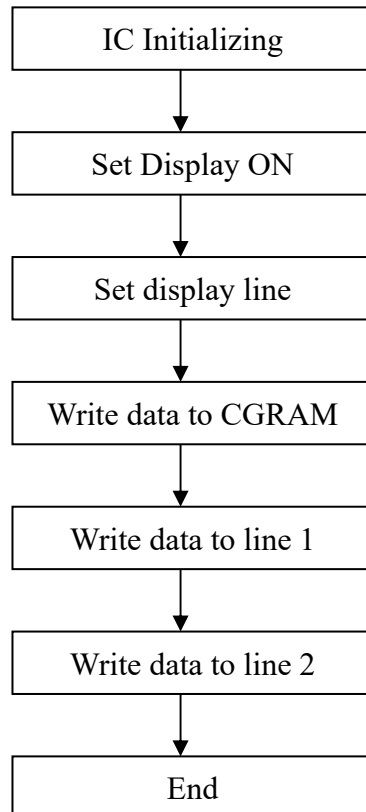 IC Initializing
Set Display ON
Set display line
Write data to CGRAM
Write data to line 1
Write data to line 2
End